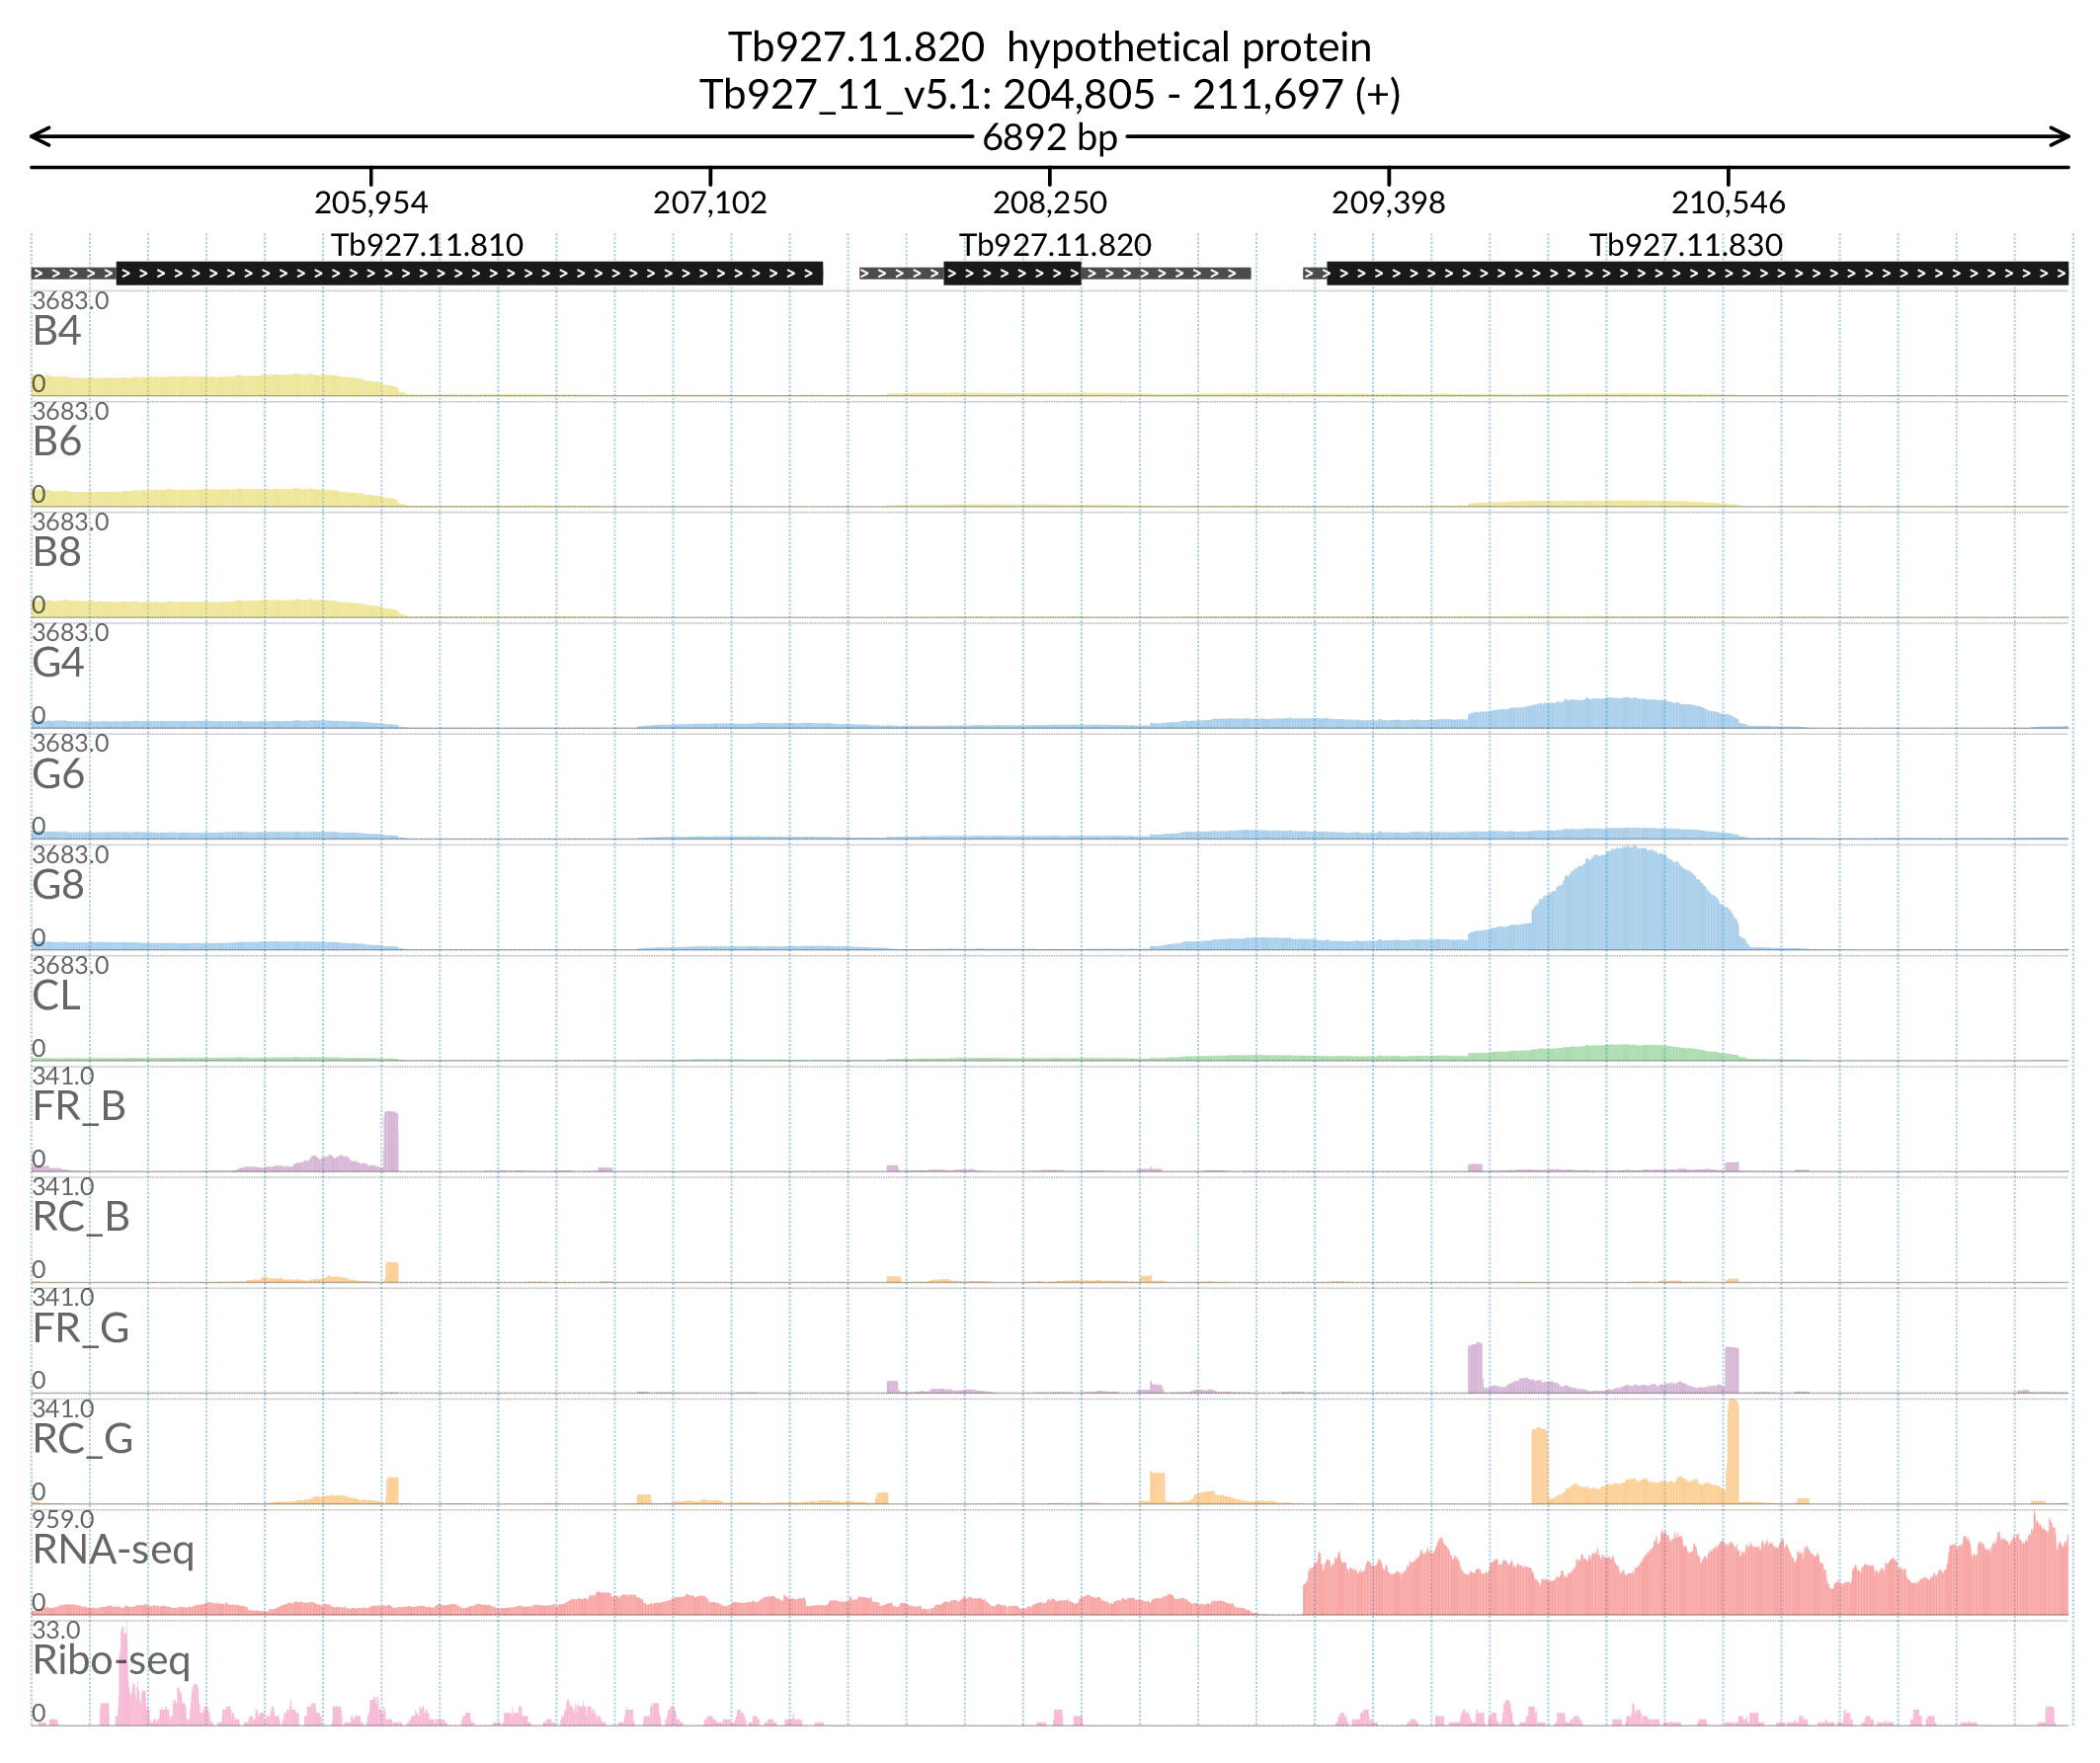 Tb927.11.820  hypothetical protein
Tb927_11_v5.1: 204,805 - 211,697 (+)
6892 bp
205,954 207,102 208,250 209,398 210,546
Tb927.11.810 Tb927.11.820 Tb927.11.830
3683.0
B4
0
3683.0
B6
0
3683.0
B8
0
3683.0
G4
0
3683.0
G6
0
3683.0
G8
0
3683.0
CL
0
341.0
FR_B
0
341.0
RC_B
0
341.0
FR_G
0
341.0
RC_G
0
959.0
RNA-seq
0
33.0
Ribo-seq
0